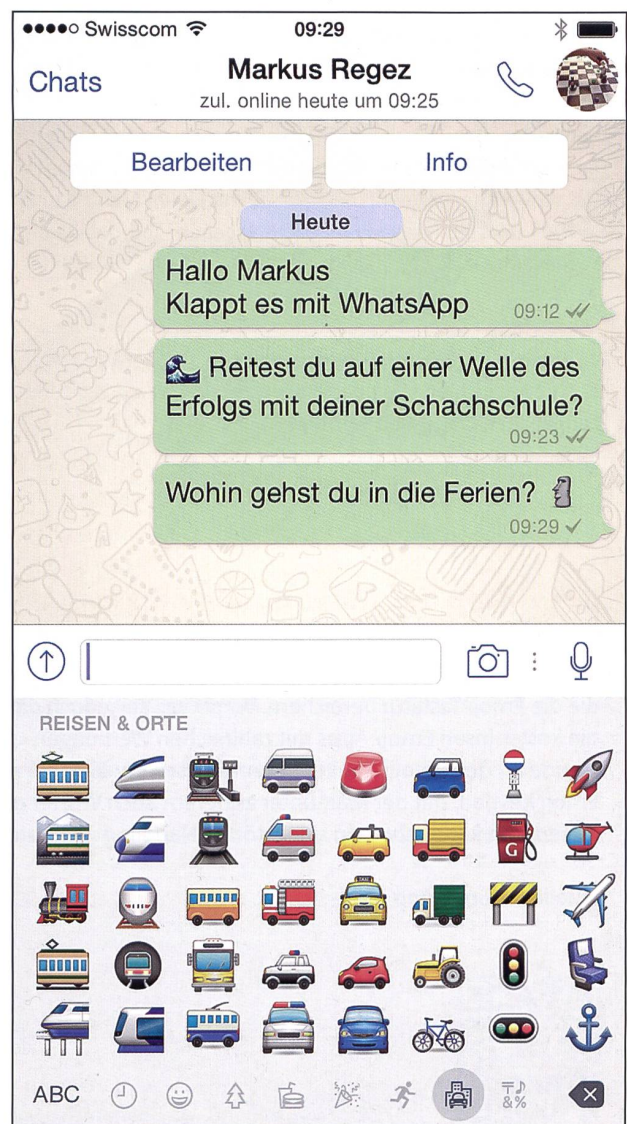 Swisscom 09:29
Chats Markus Regez
zul. online heute um 09:25
Bearbeiten Info
Heute
Hallo Markus
Klappt es mit WhatsApp 09:12
Reitest du auf einer Welle des
Erfolgs mit deiner Schachschule?
09:23
Wohin gehst du in die Ferien?
09:29
REISEN & ORTE
TAXI
G
ABC &%